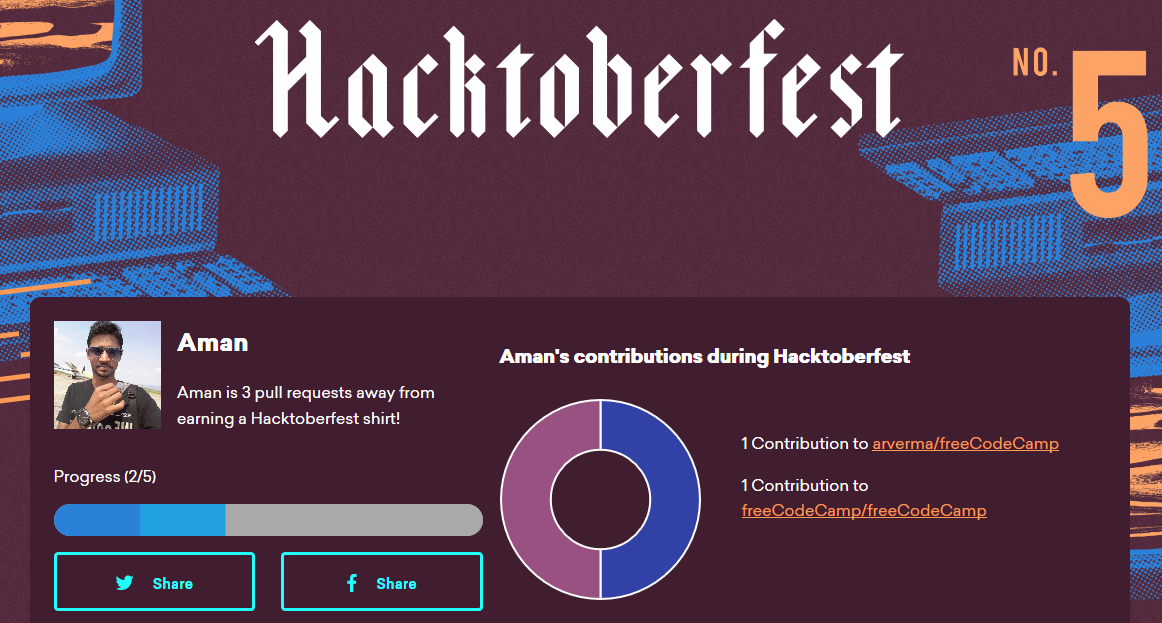 Hacktoberfest
NO. 5
Aman
Aman is 3 pull requests away from
earning a Hacktoberfest shirt!
Progress (2/5)
Share
Share
Aman's contributions during Hacktoberfest
1 Contribution to arverma/freeCodeCamp
1 Contribution to
freeCodeCamp/freeCodeCamp